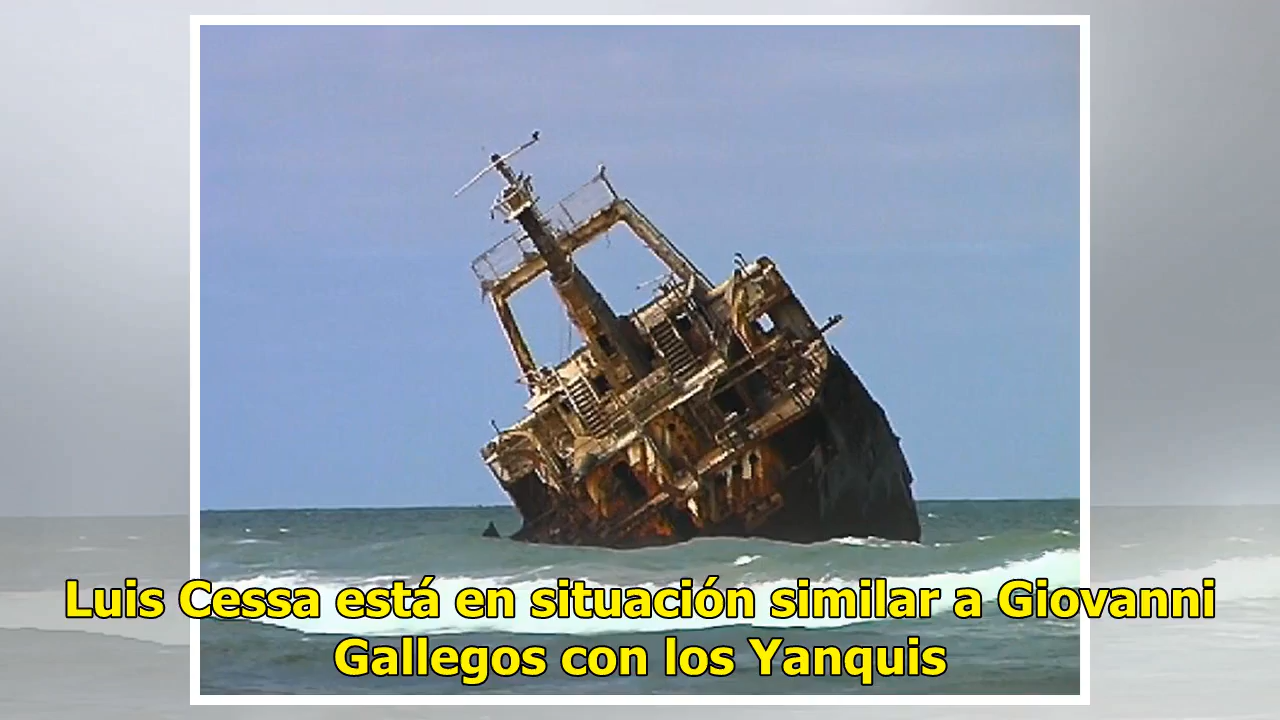 Luis Cessa está en situación similar a Giovanni
Gallegos con los Yanquis